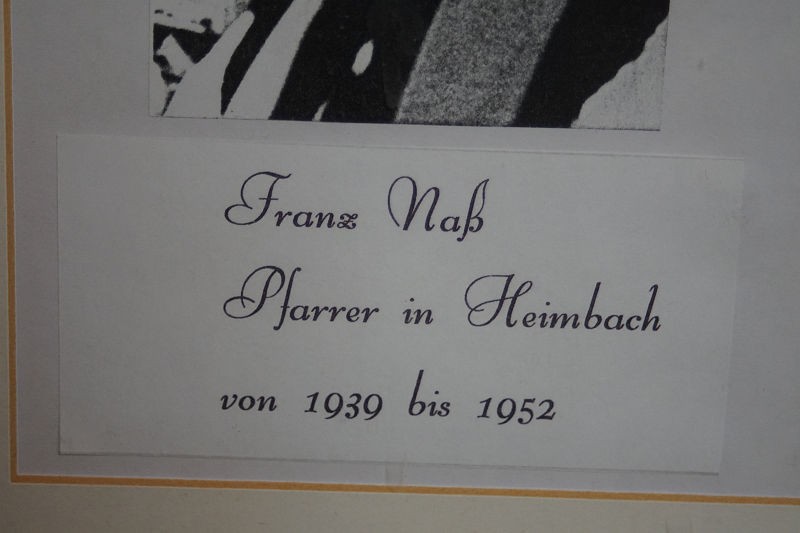 Franz Naß
Pfarrer in Heimbach
von 1939 bis 1952